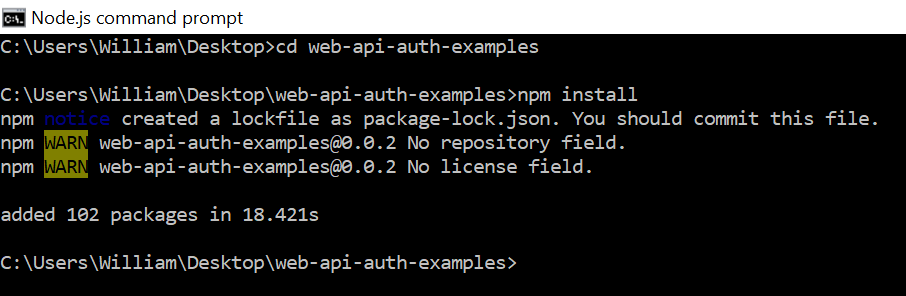 Node.js command prompt
C:\Users\William\Desktop>cd web-api-auth-examples
C:\Users\William\Desktop\web-api-auth-examples>npm install
npm notice created a lockfile as package-lock.json. You should commit this file.
npm WARN web-api-auth-examples@0.0.2 No repository field.
npm WARN web-api-auth-examples@0.0.2 No license field.
added 102 packages in 18.421s
C:\Users\William\Desktop\web-api-auth-examples>